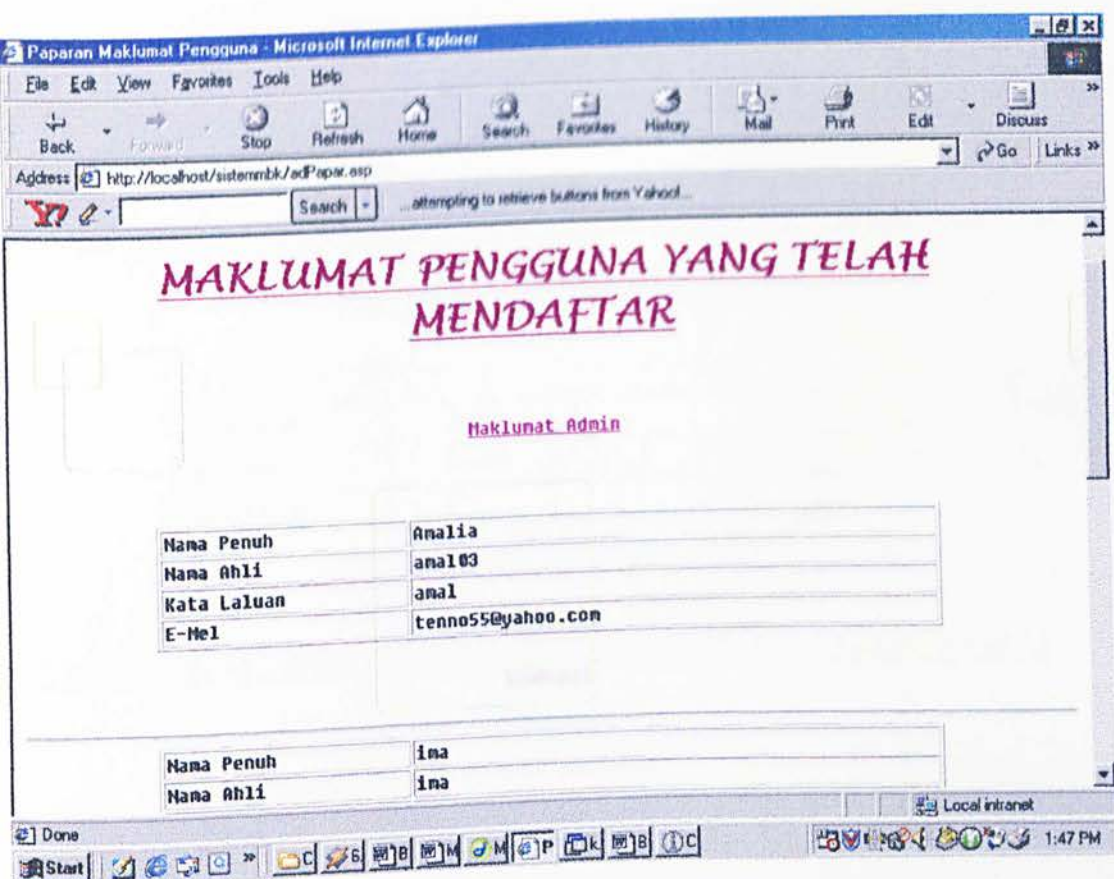 Paparan Maklumat Pengguna - Microsoft Internet Explorer
File Edit View Favorites Tools Help
Back Forward Stop Refresh Home Search Favorites History Mail Print Edit Discuss
Address http://localhost/sistemmbk/adPapar.asp Go Links
Y! Search ...attempting to retrieve buttons from Yahoo!...
MAKLUMAT PENGGUNA YANG TELAH
MENDAFTAR
Maklumat Admin
Nama Penuh Amalia
Nama Ahli amal03
Kata Laluan amal
E-Mel tenno55@yahoo.com
Nama Penuh ima
Nama Ahli ima
Done Local intranet
Start C 6 B M M P k B C 1:47 PM